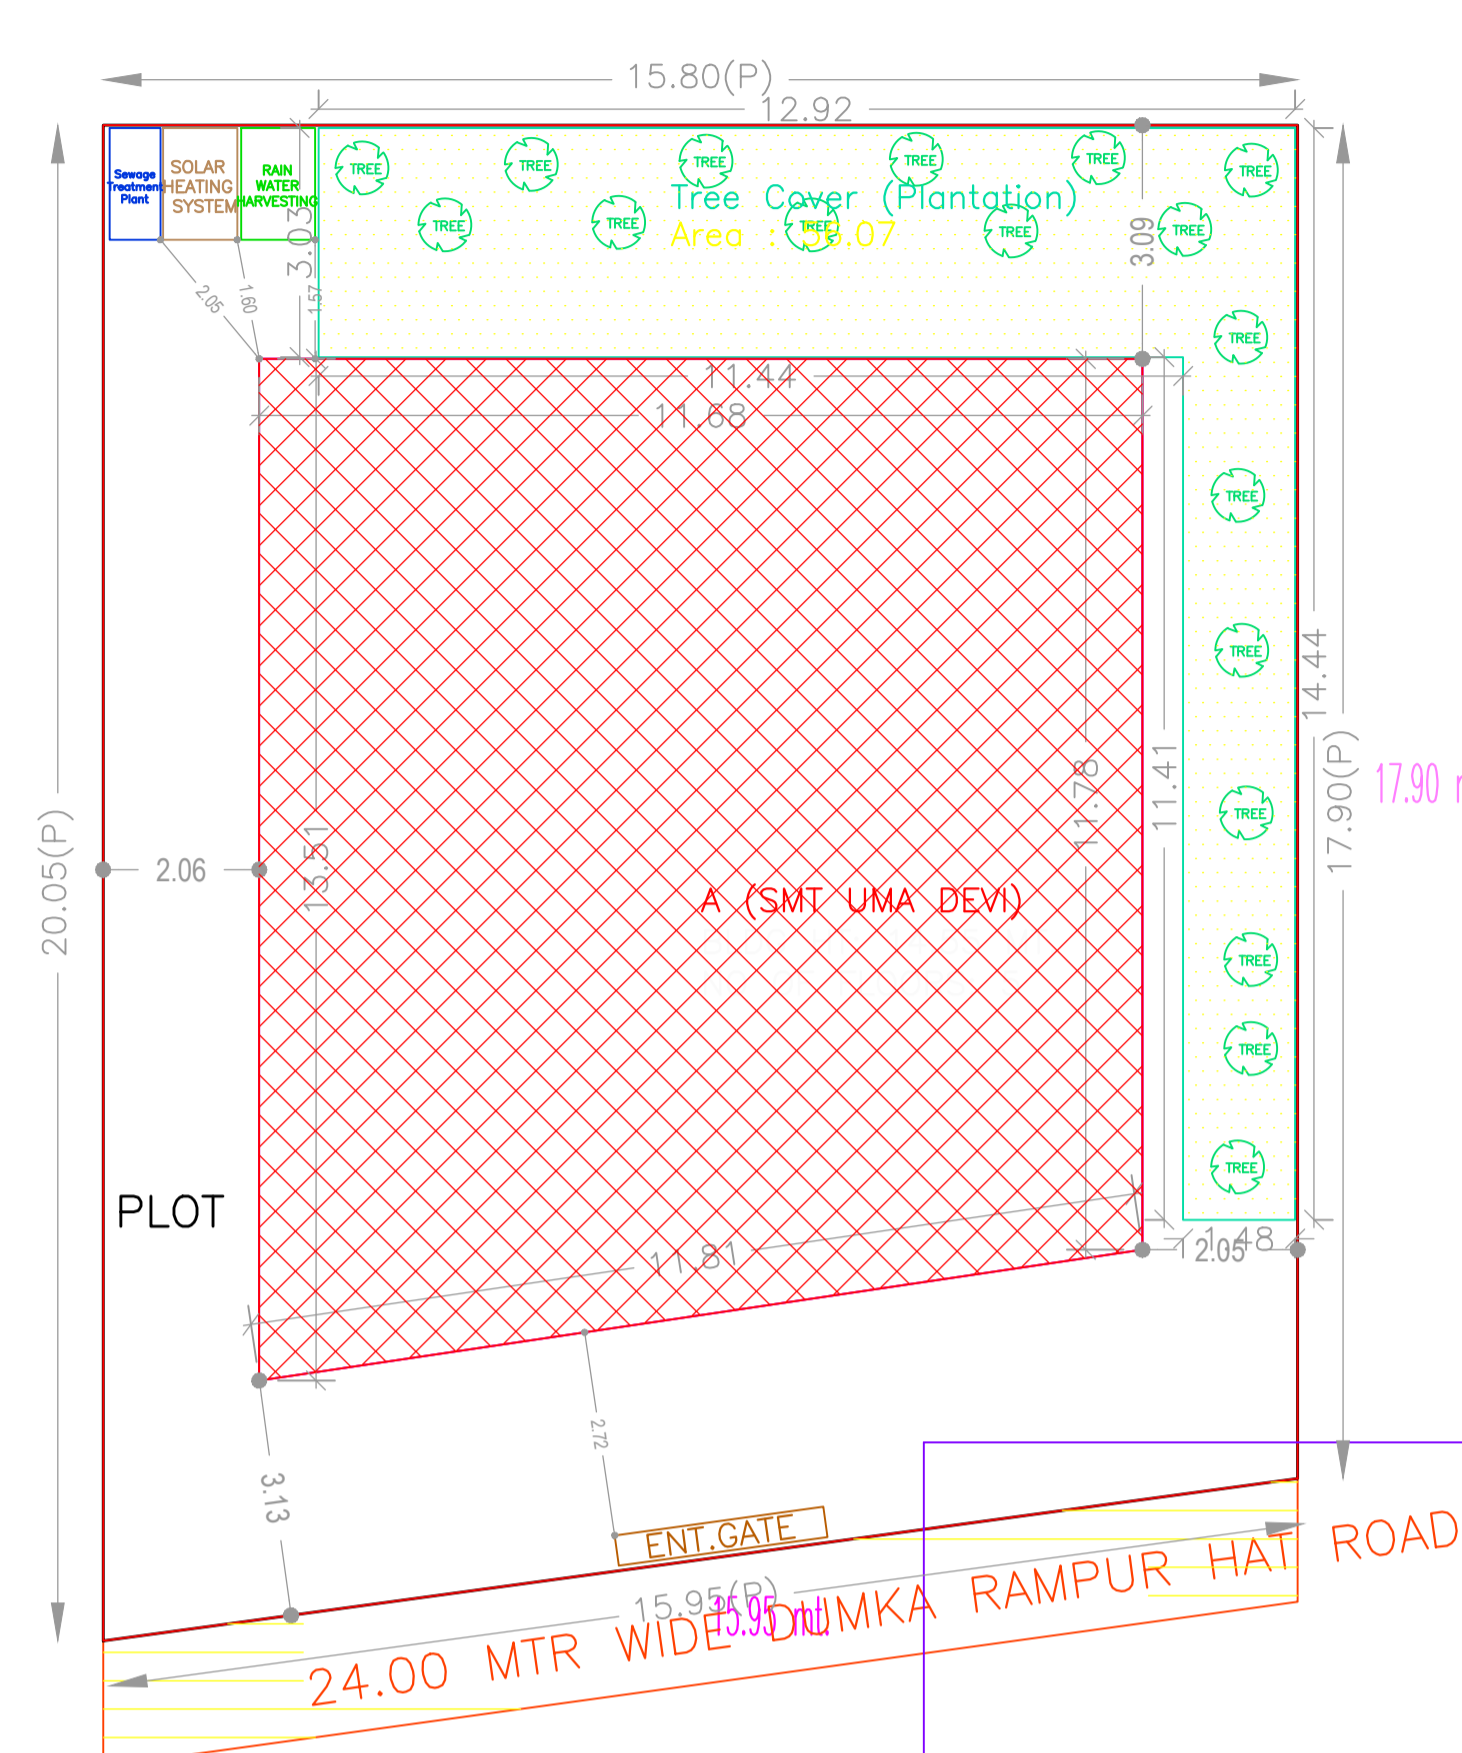 15.80(P)
12.92
Sewage
Treatment
Plant
SOLAR
HEATING
SYSTEM
RAIN
WATER
HARVESTING
TREE
TREE
TREE
TREE
TREE
TREE
Tree Cover (Plantation)
TREE
TREE
TREE
TREE
TREE
Area : 56.07
3.03
3.09
2.05
1.60
1.57
TREE
11.44
11.68
TREE
TREE
14.44
11.78
11.41
17.90(P)
17.90 m
TREE
20.05(P)
2.06
13.51
A (SMT UMA DEVI)
TREE
TREE
TREE
PLOT
11.81
1.48
2.05
2.72
3.13
ENT.GATE
15.95(P)
15.95 mt.
24.00 MTR WIDE DUMKA RAMPUR HAT ROAD